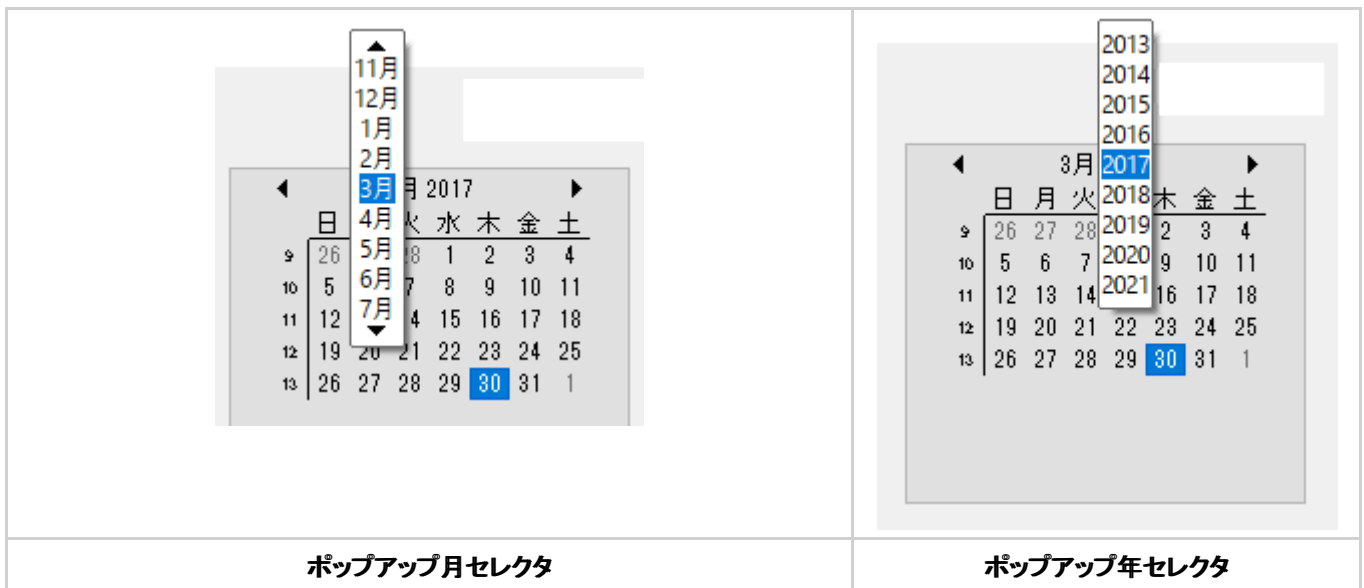 ▲
11月
12月
1月
2月
3月
4月
5月
6月
7月
▼
◀ 月 2017 ▶
日 火 水 木 金 土
9 26 28 1 2 3 4
10 5 7 8 9 10 11
11 12 4 15 16 17 18
12 19 20 21 22 23 24 25
13 26 27 28 29 30 31 1
ポップアップ月セレクタ
2013
2014
2015
2016
2017
2018
2019
2020
2021
◀ 3月 ▶
日 月 火 木 金 土
9 26 27 28 2 3 4
10 5 6 7 9 10 11
11 12 13 14 16 17 18
12 19 20 21 22 23 24 25
13 26 27 28 29 30 31 1
ポップアップ年セレクタ